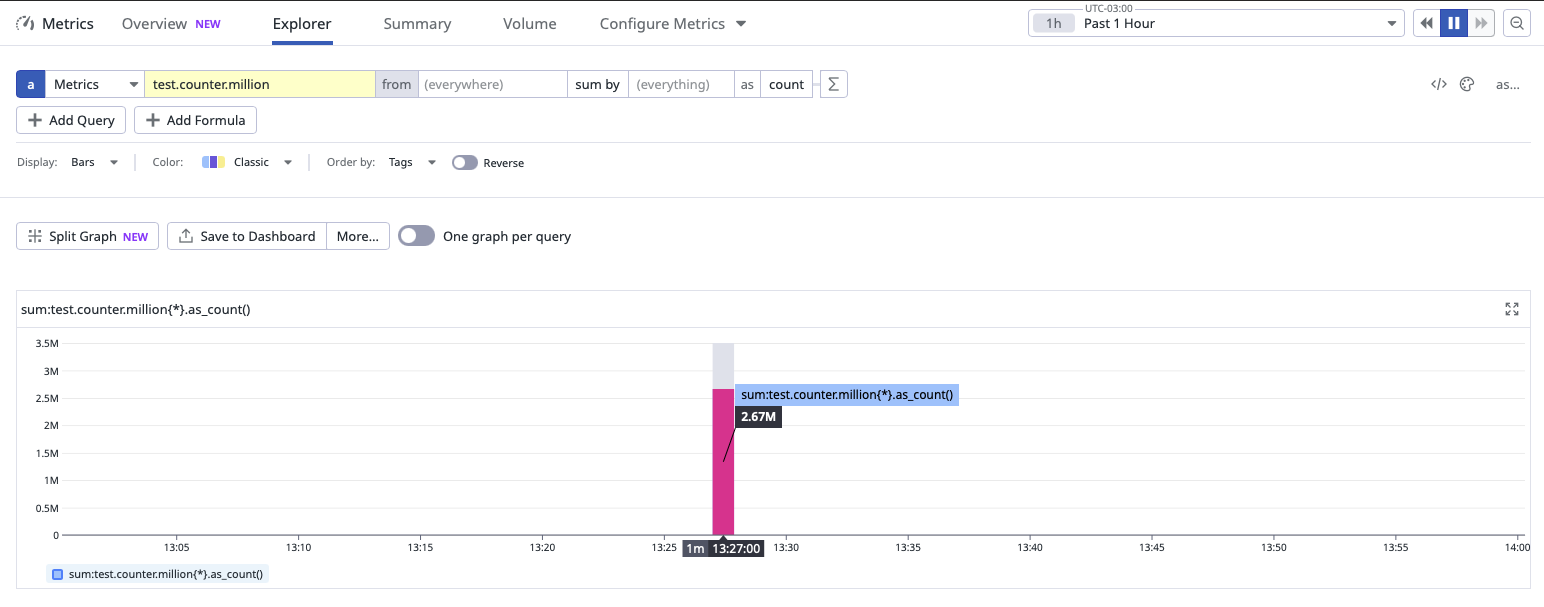 UTC-03:00
Metrics Overview NEW Explorer Summary Volume Configure Metrics 1h Past 1 Hour
a Metrics test.counter.million from (everywhere) sum by (everything) as count Σ </> as...
Add Query Add Formula
Display: Bars Color: Classic Order by: Tags Reverse
Split Graph NEW Save to Dashboard More... One graph per query
sum:test.counter.million{*}.as_count()
3.5M
3M
2.5M
2M
1.5M
1M
0.5M
0
sum:test.counter.million{*}.as_count()
2.67M
13:05 13:10 13:15 13:20 13:25 1m 13:27:00 13:30 13:35 13:40 13:45 13:50 13:55 14:00
sum:test.counter.million{*}.as_count()